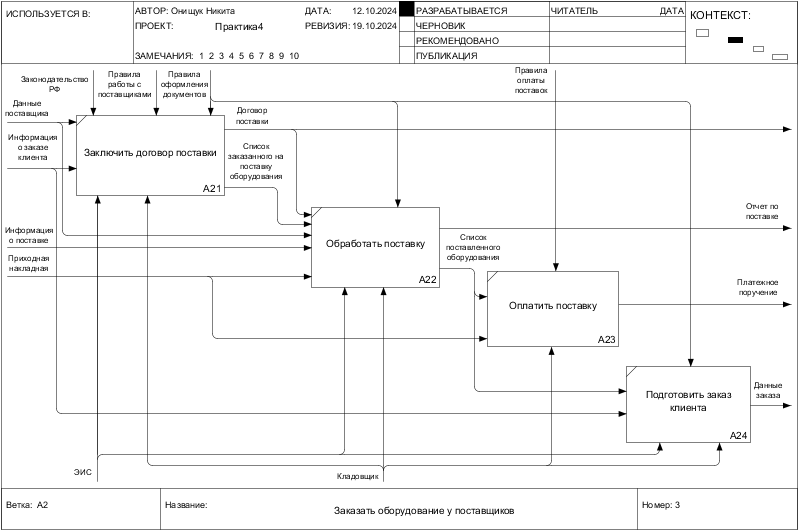 ИСПОЛЬЗУЕТСЯ В:
АВТОР: Онищук Никита
ДАТА: 12.10.2024
ПРОЕКТ: Практика4
РЕВИЗИЯ: 19.10.2024
ЗАМЕЧАНИЯ: 1 2 3 4 5 6 7 8 9 10
РАЗРАБАТЫВАЕТСЯ
ЧЕРНОВИК
РЕКОМЕНДОВАНО
ПУБЛИКАЦИЯ
ЧИТАТЕЛЬ
ДАТА
КОНТЕКСТ:
Законодательство
РФ
Правила
работы с
поставщиками
Правила
оформления
документов
Правила
оплаты
поставок
Данные
поставщика
Информация
о заказе
клиента
Заключить договор поставки
A21
Договор
поставки
Список
заказанного на
поставку
оборудования
Информация
о поставке
Приходная
накладная
Обработать поставку
A22
Отчет по
поставке
Список
поставленного
оборудования
Оплатить поставку
A23
Платежное
поручение
Подготовить заказ
клиента
A24
Данные
заказа
ЭИС
Кладовщик
Ветка: A2
Название:
Заказать оборудование у поставщиков
Номер: 3